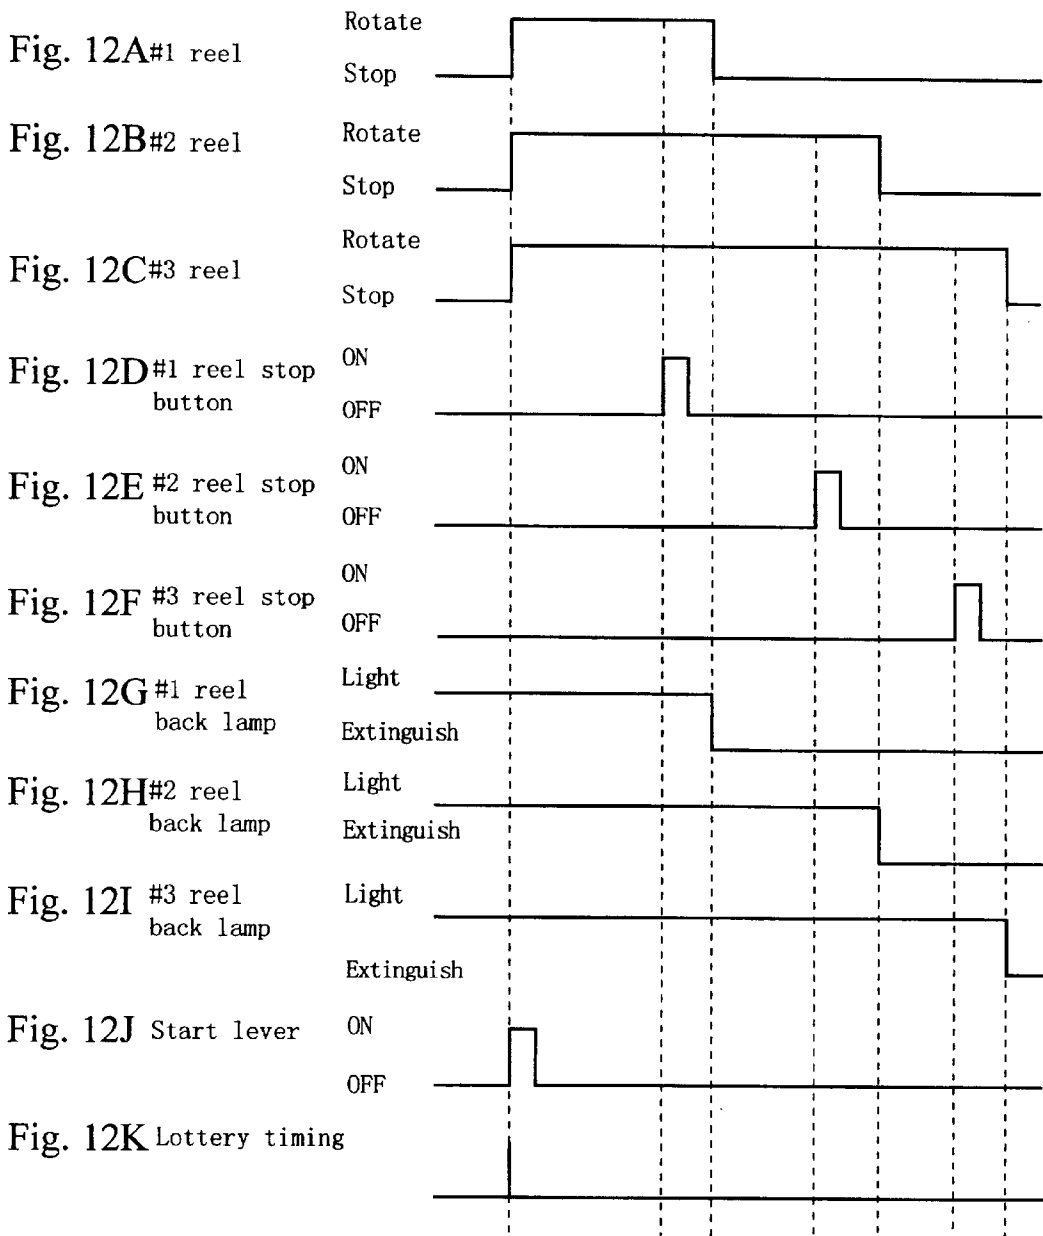 Rotate
Fig. 12A #1 reel
Stop
Fig. 12B #2 reel
Rotate
Stop
Rotate
Fig. 12C #3 reel
Stop
Fig. 12D #1 reel stop
button
ON
OFF
Fig. 12E #2 reel stop
button
ON
OFF
Fig. 12F #3 reel stop
button
ON
OFF
Fig. 12G #1 reel
back lamp
Light
Extinguish
Fig. 12H #2 reel
back lamp
Light
Extinguish
Fig. 12I #3 reel
back lamp
Light
Extinguish
Fig. 12J Start lever
ON
OFF
Fig. 12K Lottery timing